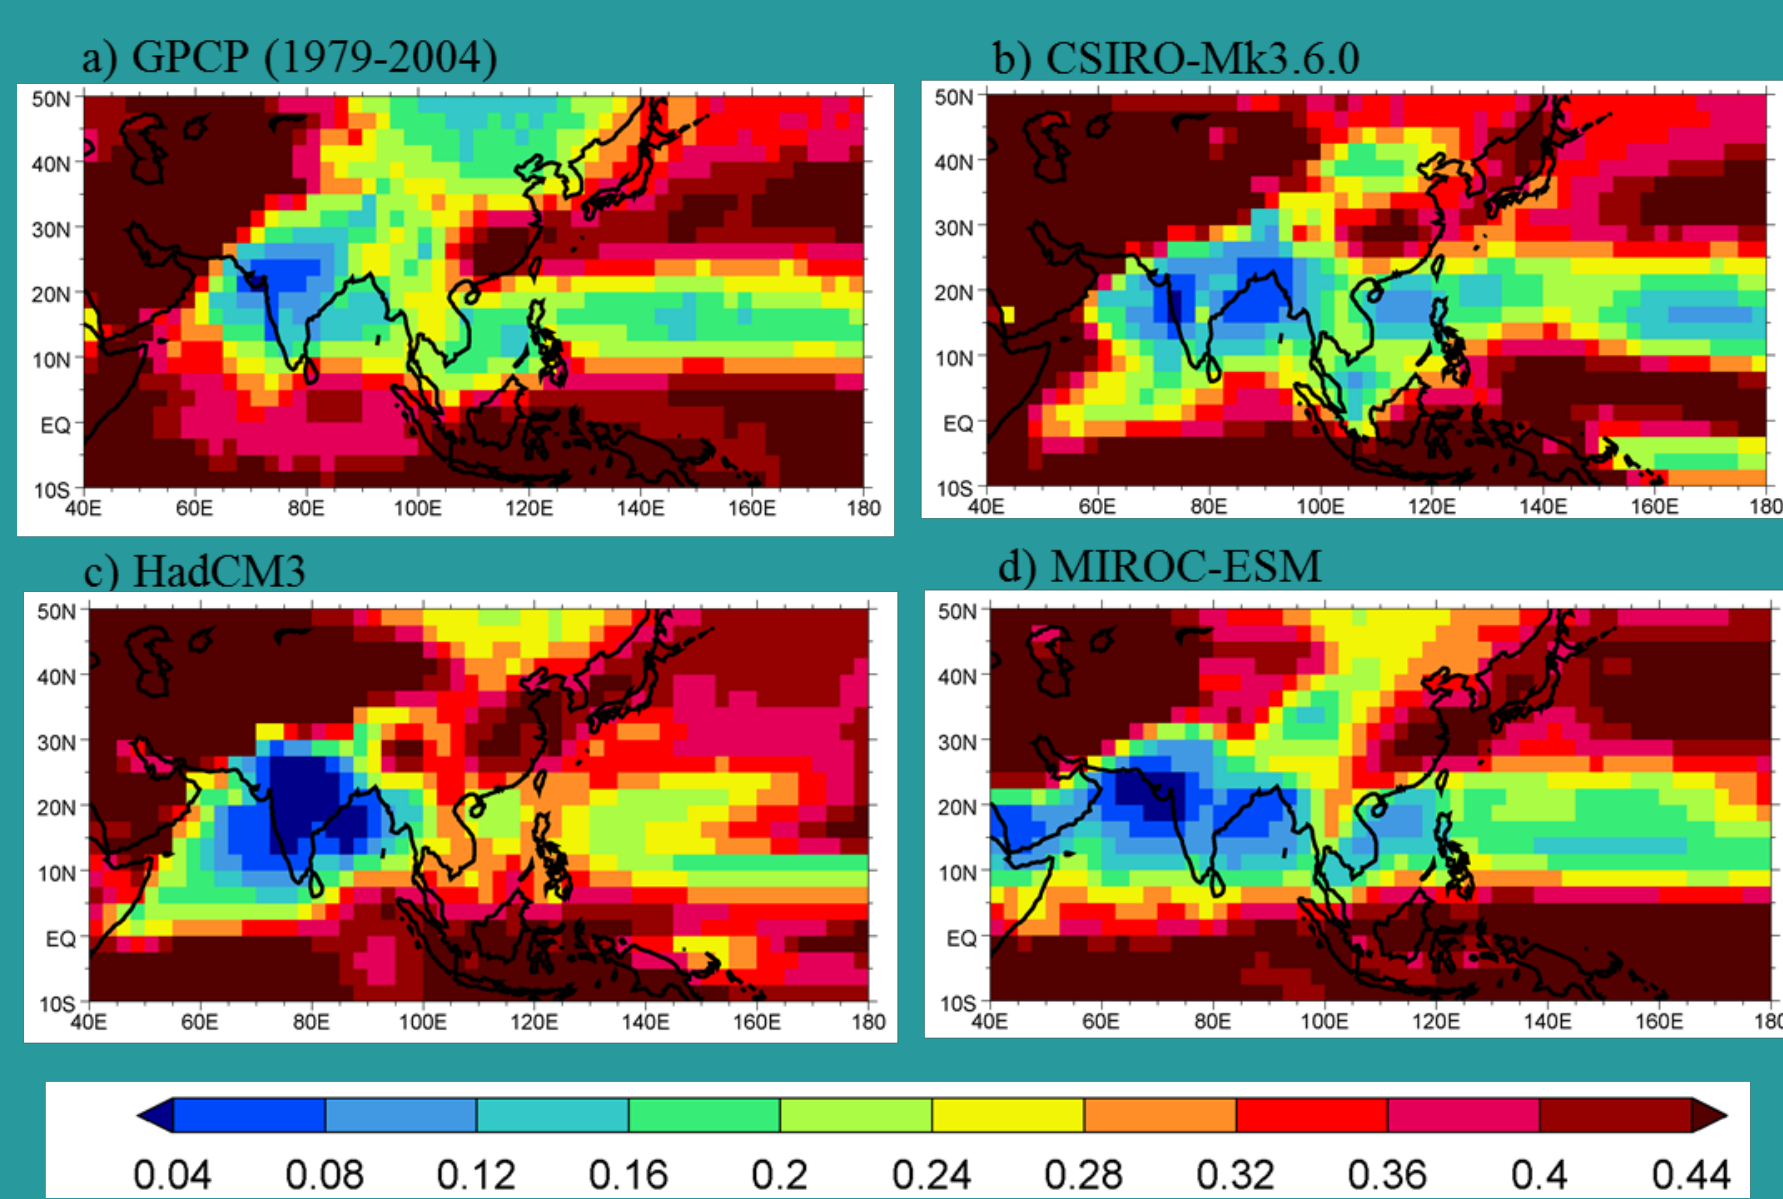 a) GPCP (1979-2004)
50N
40N
30N
20N
10N
EQ
10S
40E 60E 80E 100E 120E 140E 160E 180
b) CSIRO-Mk3.6.0
50N
40N
30N
20N
10N
EQ
10S
40E 60E 80E 100E 120E 140E 160E 180
c) HadCM3
50N
40N
30N
20N
10N
EQ
10S
40E 60E 80E 100E 120E 140E 160E 180
d) MIROC-ESM
50N
40N
30N
20N
10N
EQ
10S
40E 60E 80E 100E 120E 140E 160E 180
0.04 0.08 0.12 0.16 0.2 0.24 0.28 0.32 0.36 0.4 0.44